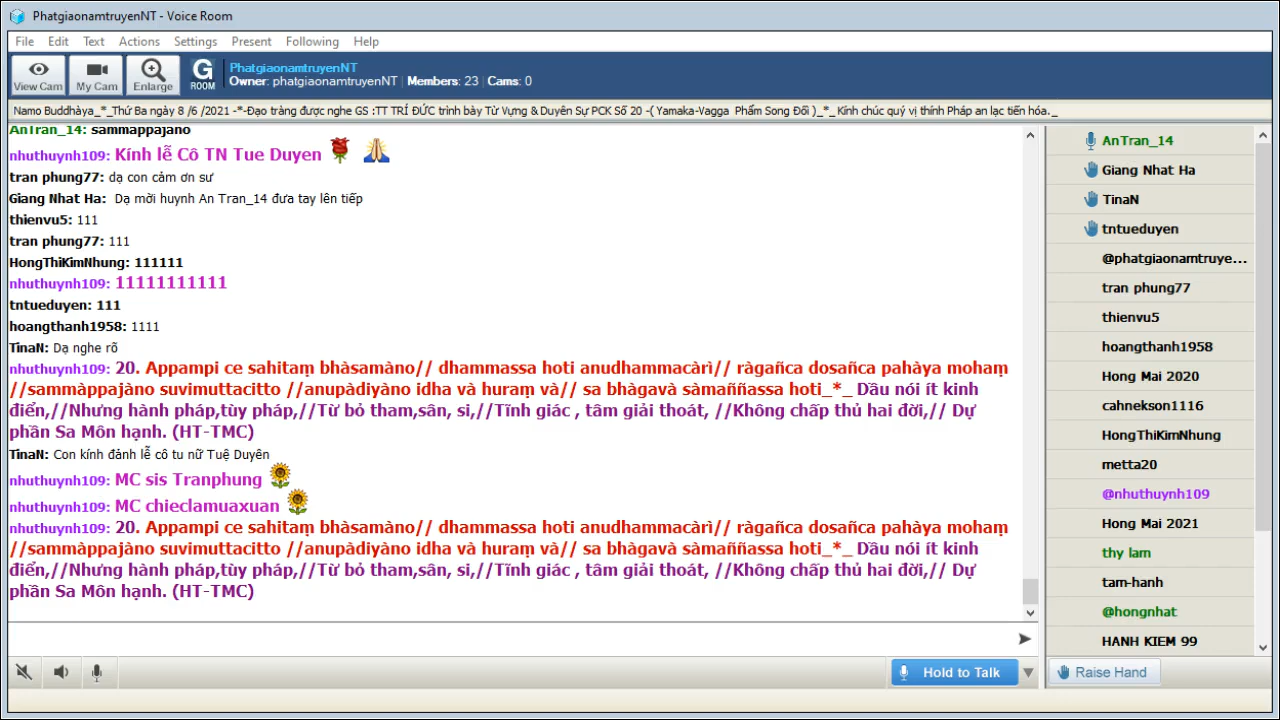 PhatgiaonamtruyenNT - Voice Room
File Edit Text Actions Settings Present Following Help
View Cam My Cam Enlarge G ROOM PhatgiaonamtruyenNT
Owner: phatgiaonamtruyenNT | Members: 23 | Cams: 0
Namo Buddhàya_*_Thứ Ba ngày 8 /6 /2021 -*-Đạo tràng được nghe GS :TT TRÍ ĐỨC trình bày Từ Vựng & Duyên Sự PCK Số 20 -( Yamaka-Vagga Phẩm Song Đối )_*_ Kính chúc quý vị thính Pháp an lạc tiến hóa._
AnTran_14: sammappajano
nhuthuynh109: Kính lễ Cô TN Tue Duyen
tran phung77: dạ con cảm ơn sư
Giang Nhat Ha: Dạ mời huynh An Tran_14 đưa tay lên tiếp
thienvu5: 111
tran phung77: 111
HongThiKimNhung: 111111
nhuthuynh109: 11111111111
tntueduyen: 111
hoangthanh1958: 1111
TinaN: Dạ nghe rõ
nhuthuynh109: 20. Appampi ce sahitaṃ bhàsamàno// dhammassa hoti anudhammacàrì// ràgañca dosañca pahàya mohaṃ
//sammàppajàno suvimuttacitto //anupàdiyàno idha và huraṃ và// sa bhàgavà sàmaññassa hoti_*_ Dầu nói ít kinh
điển,//Nhưng hành pháp,tùy pháp,//Từ bỏ tham,sân, si,//Tĩnh giác , tâm giải thoát, //Không chấp thủ hai đời,// Dự
phần Sa Môn hạnh. (HT-TMC)
TinaN: Con kính đảnh lễ cô tu nữ Tuệ Duyên
nhuthuynh109: MC sis Tranphung
nhuthuynh109: MC chieclamuaxuan
nhuthuynh109: 20. Appampi ce sahitaṃ bhàsamàno// dhammassa hoti anudhammacàrì// ràgañca dosañca pahàya mohaṃ
//sammàppajàno suvimuttacitto //anupàdiyàno idha và huraṃ và// sa bhàgavà sàmaññassa hoti_*_ Dầu nói ít kinh
điển,//Nhưng hành pháp,tùy pháp,//Từ bỏ tham,sân, si,//Tĩnh giác , tâm giải thoát, //Không chấp thủ hai đời,// Dự
phần Sa Môn hạnh. (HT-TMC)
AnTran_14
Giang Nhat Ha
TinaN
tntueduyen
@phatgiaonamtruye...
tran phung77
thienvu5
hoangthanh1958
Hong Mai 2020
cahnekson1116
HongThiKimNhung
metta20
@nhuthuynh109
Hong Mai 2021
thy lam
tam-hanh
@hongnhat
HANH KIEM 99
Hold to Talk
Raise Hand